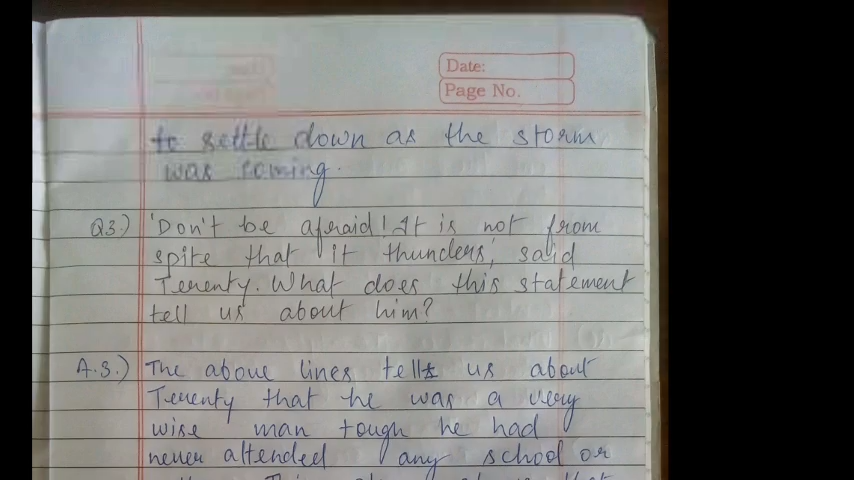 Date:
Page No.
to settle down as the storm
was coming.
Q3.) 'Don't be afraid! It is not from
spite that it thunders', said
Terenty. What does this statement
tell us about him?
A.3.) The above lines tells us about
Terenty that he was a very
wise man tough he had
never attended any school or